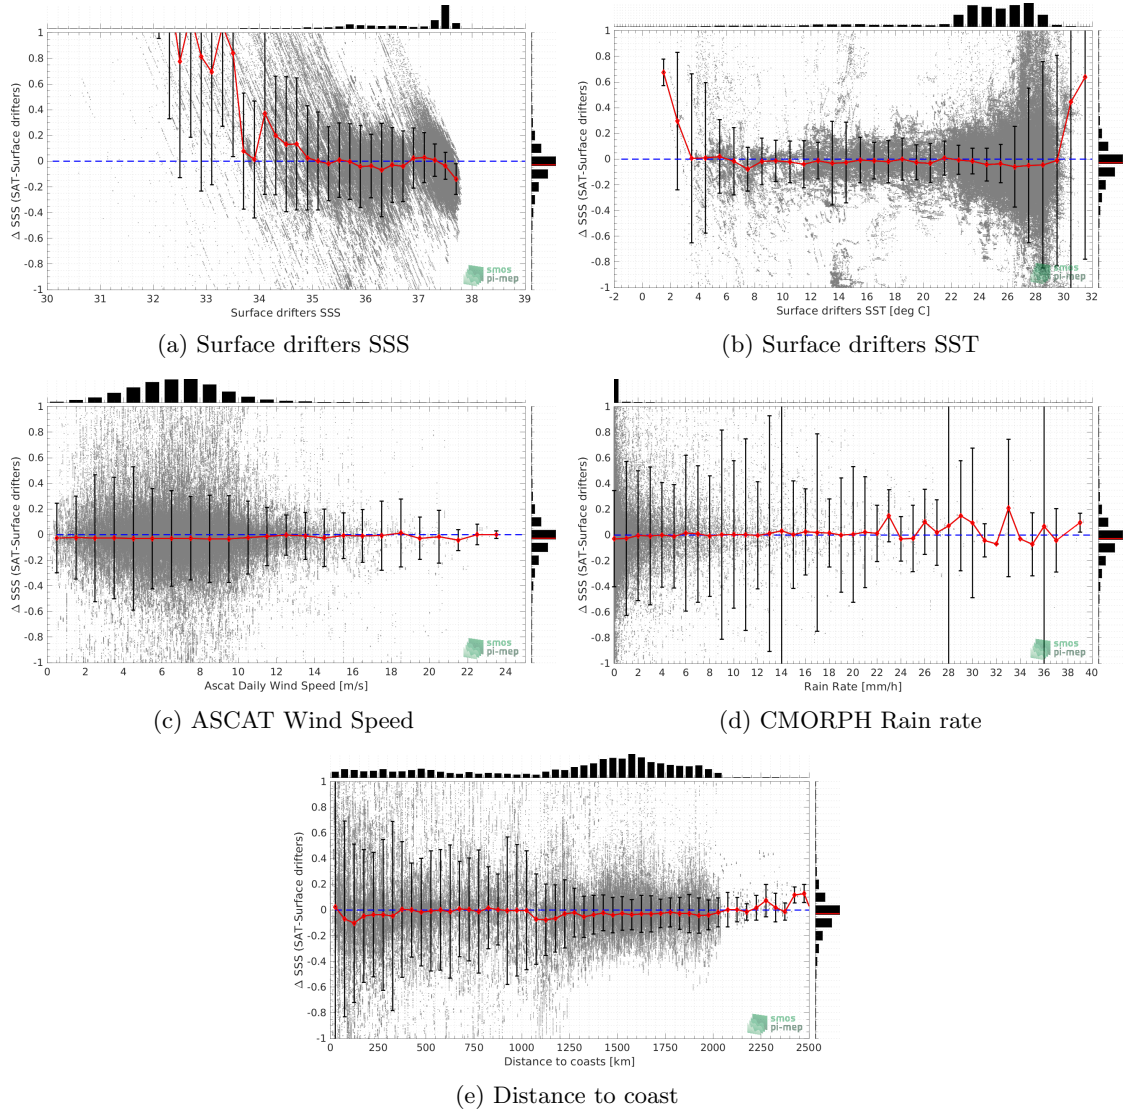 1
0.8
0.6
0.4
0.2
0
-0.2
-0.4
-0.6
-0.8
-1
Δ SSS (SAT-Surface drifters)
smos
pi-mep
30 31 32 33 34 35 36 37 38 39
Surface drifters SSS
(a) Surface drifters SSS
1
0.8
0.6
0.4
0.2
0
-0.2
-0.4
-0.6
-0.8
-1
Δ SSS (SAT-Surface drifters)
smos
pi-mep
-2 0 2 4 6 8 10 12 14 16 18 20 22 24 26 28 30 32
Surface drifters SST [deg C]
(b) Surface drifters SST
1
0.8
0.6
0.4
0.2
0
-0.2
-0.4
-0.6
-0.8
-1
Δ SSS (SAT-Surface drifters)
smos
pi-mep
0 2 4 6 8 10 12 14 16 18 20 22 24
Ascat Daily Wind Speed [m/s]
(c) ASCAT Wind Speed
1
0.8
0.6
0.4
0.2
0
-0.2
-0.4
-0.6
-0.8
-1
Δ SSS (SAT-Surface drifters)
smos
pi-mep
0 2 4 6 8 10 12 14 16 18 20 22 24 26 28 30 32 34 36 38 40
Rain Rate [mm/h]
(d) CMORPH Rain rate
1
0.8
0.6
0.4
0.2
0
-0.2
-0.4
-0.6
-0.8
-1
Δ SSS (SAT-Surface drifters)
smos
pi-mep
0 250 500 750 1000 1250 1500 1750 2000 2250 2500
Distance to coasts [km]
(e) Distance to coast